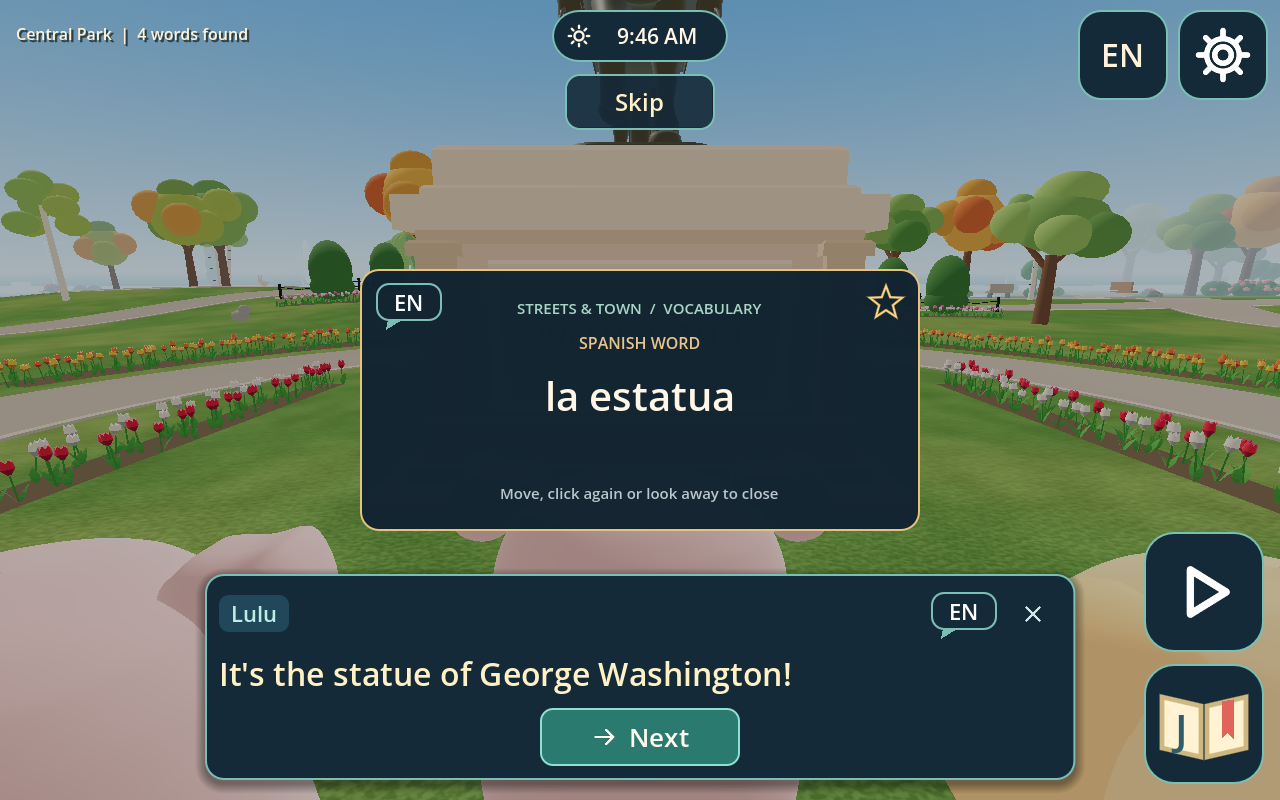 Central Park | 4 words found
9:46 AM
EN
Skip
EN
STREETS & TOWN / VOCABULARY
SPANISH WORD
la estatua
Move, click again or look away to close
Lulu
EN
It's the statue of George Washington!
→ Next
J